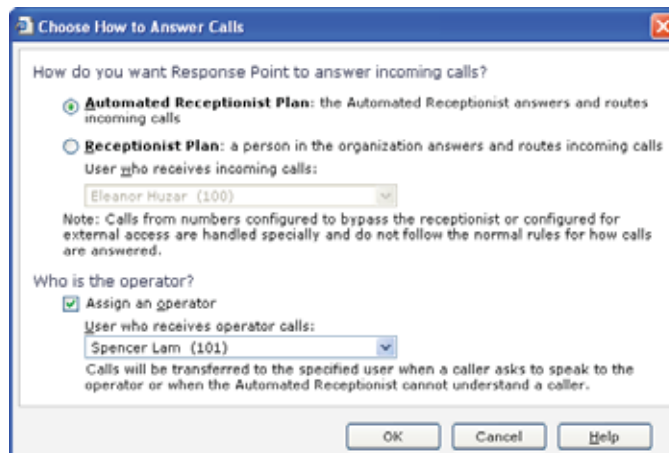 Choose How to Answer Calls
How do you want Response Point to answer incoming calls?
Automated Receptionist Plan: the Automated Receptionist answers and routes
incoming calls
Receptionist Plan: a person in the organization answers and routes incoming calls
User who receives incoming calls:
Eleanor Huzar (100)
Note: Calls from numbers configured to bypass the receptionist or configured for
external access are handled specially and do not follow the normal rules for how calls
are answered.
Who is the operator?
Assign an operator
User who receives operator calls:
Spencer Lam (101)
Calls will be transferred to the specified user when a caller asks to speak to the
operator or when the Automated Receptionist cannot understand a caller.
OK Cancel Help